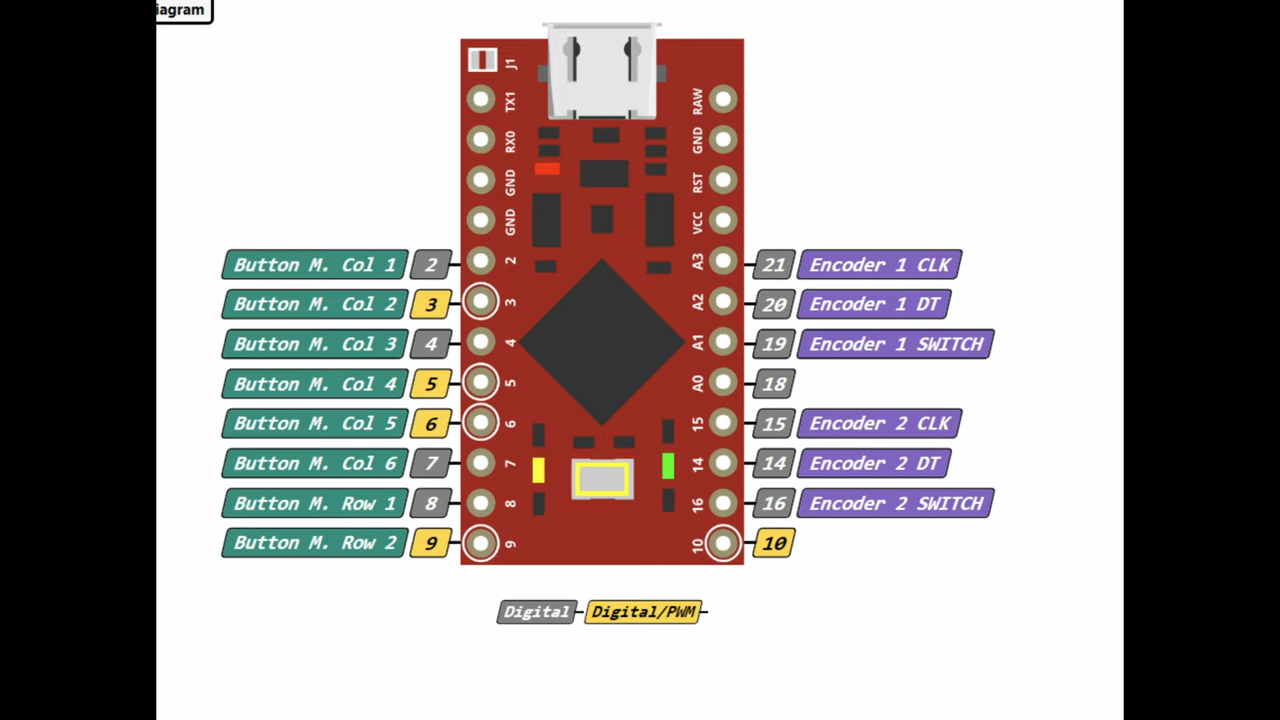 iagram
J1
TX1
RAW
RX0
GND
GND
RST
GND
VCC
Button M. Col 1 2 2 A3 21 Encoder 1 CLK
Button M. Col 2 3 3 A2 20 Encoder 1 DT
Button M. Col 3 4 4 A1 19 Encoder 1 SWITCH
Button M. Col 4 5 5 A0 18
Button M. Col 5 6 6 15 15 Encoder 2 CLK
Button M. Col 6 7 7 14 14 Encoder 2 DT
Button M. Row 1 8 8 16 16 Encoder 2 SWITCH
Button M. Row 2 9 9 10 10
Digital Digital/PWM